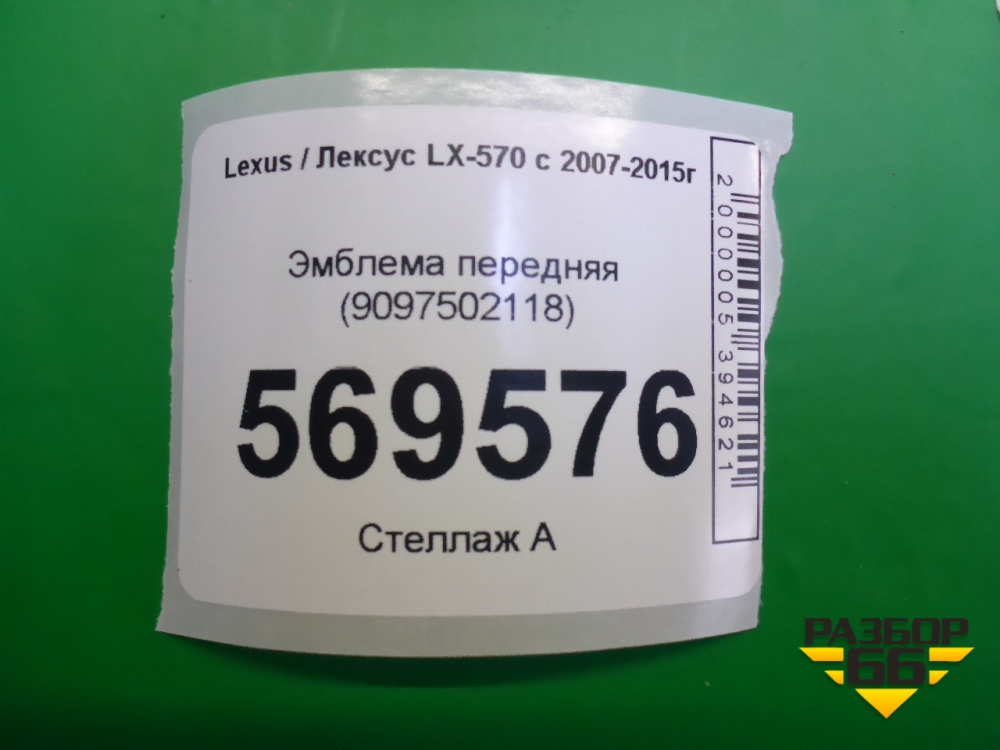 Lexus / Лексус LX-570 с 2007-2015г
Эмблема передняя
(9097502118)
569576
Стеллаж А
2000005394621
РАЗБОР
66